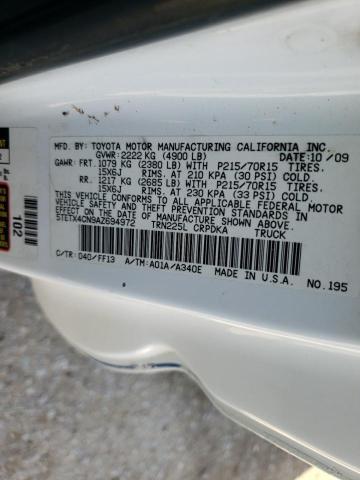 MFD. BY: TOYOTA MOTOR MANUFACTURING CALIFORNIA INC.
GVWR: 2222 KG (4900 LB) DATE: 10/09
GAWR: FRT. 1079 KG (2380 LB) WITH P215/70R15 TIRES.
15X6J RIMS. AT 210 KPA (30 PSI) COLD.
RR. 1217 KG (2685 LB) WITH P215/70R15 TIRES.
15X6J RIMS. AT 230 KPA (33 PSI) COLD.
THIS VEHICLE CONFORMS TO ALL APPLICABLE FEDERAL MOTOR
VEHICLE SAFETY AND THEFT PREVENTION STANDARDS IN
EFFECT ON THE DATE OF MANUFACTURE SHOWN ABOVE.
5TETX4CN9AZ694972 TRN225L CRPDKA TRUCK
C/TR: 040/FF13 A/TM: A01A/A340E MADE IN U.S.A. NO. 195
102